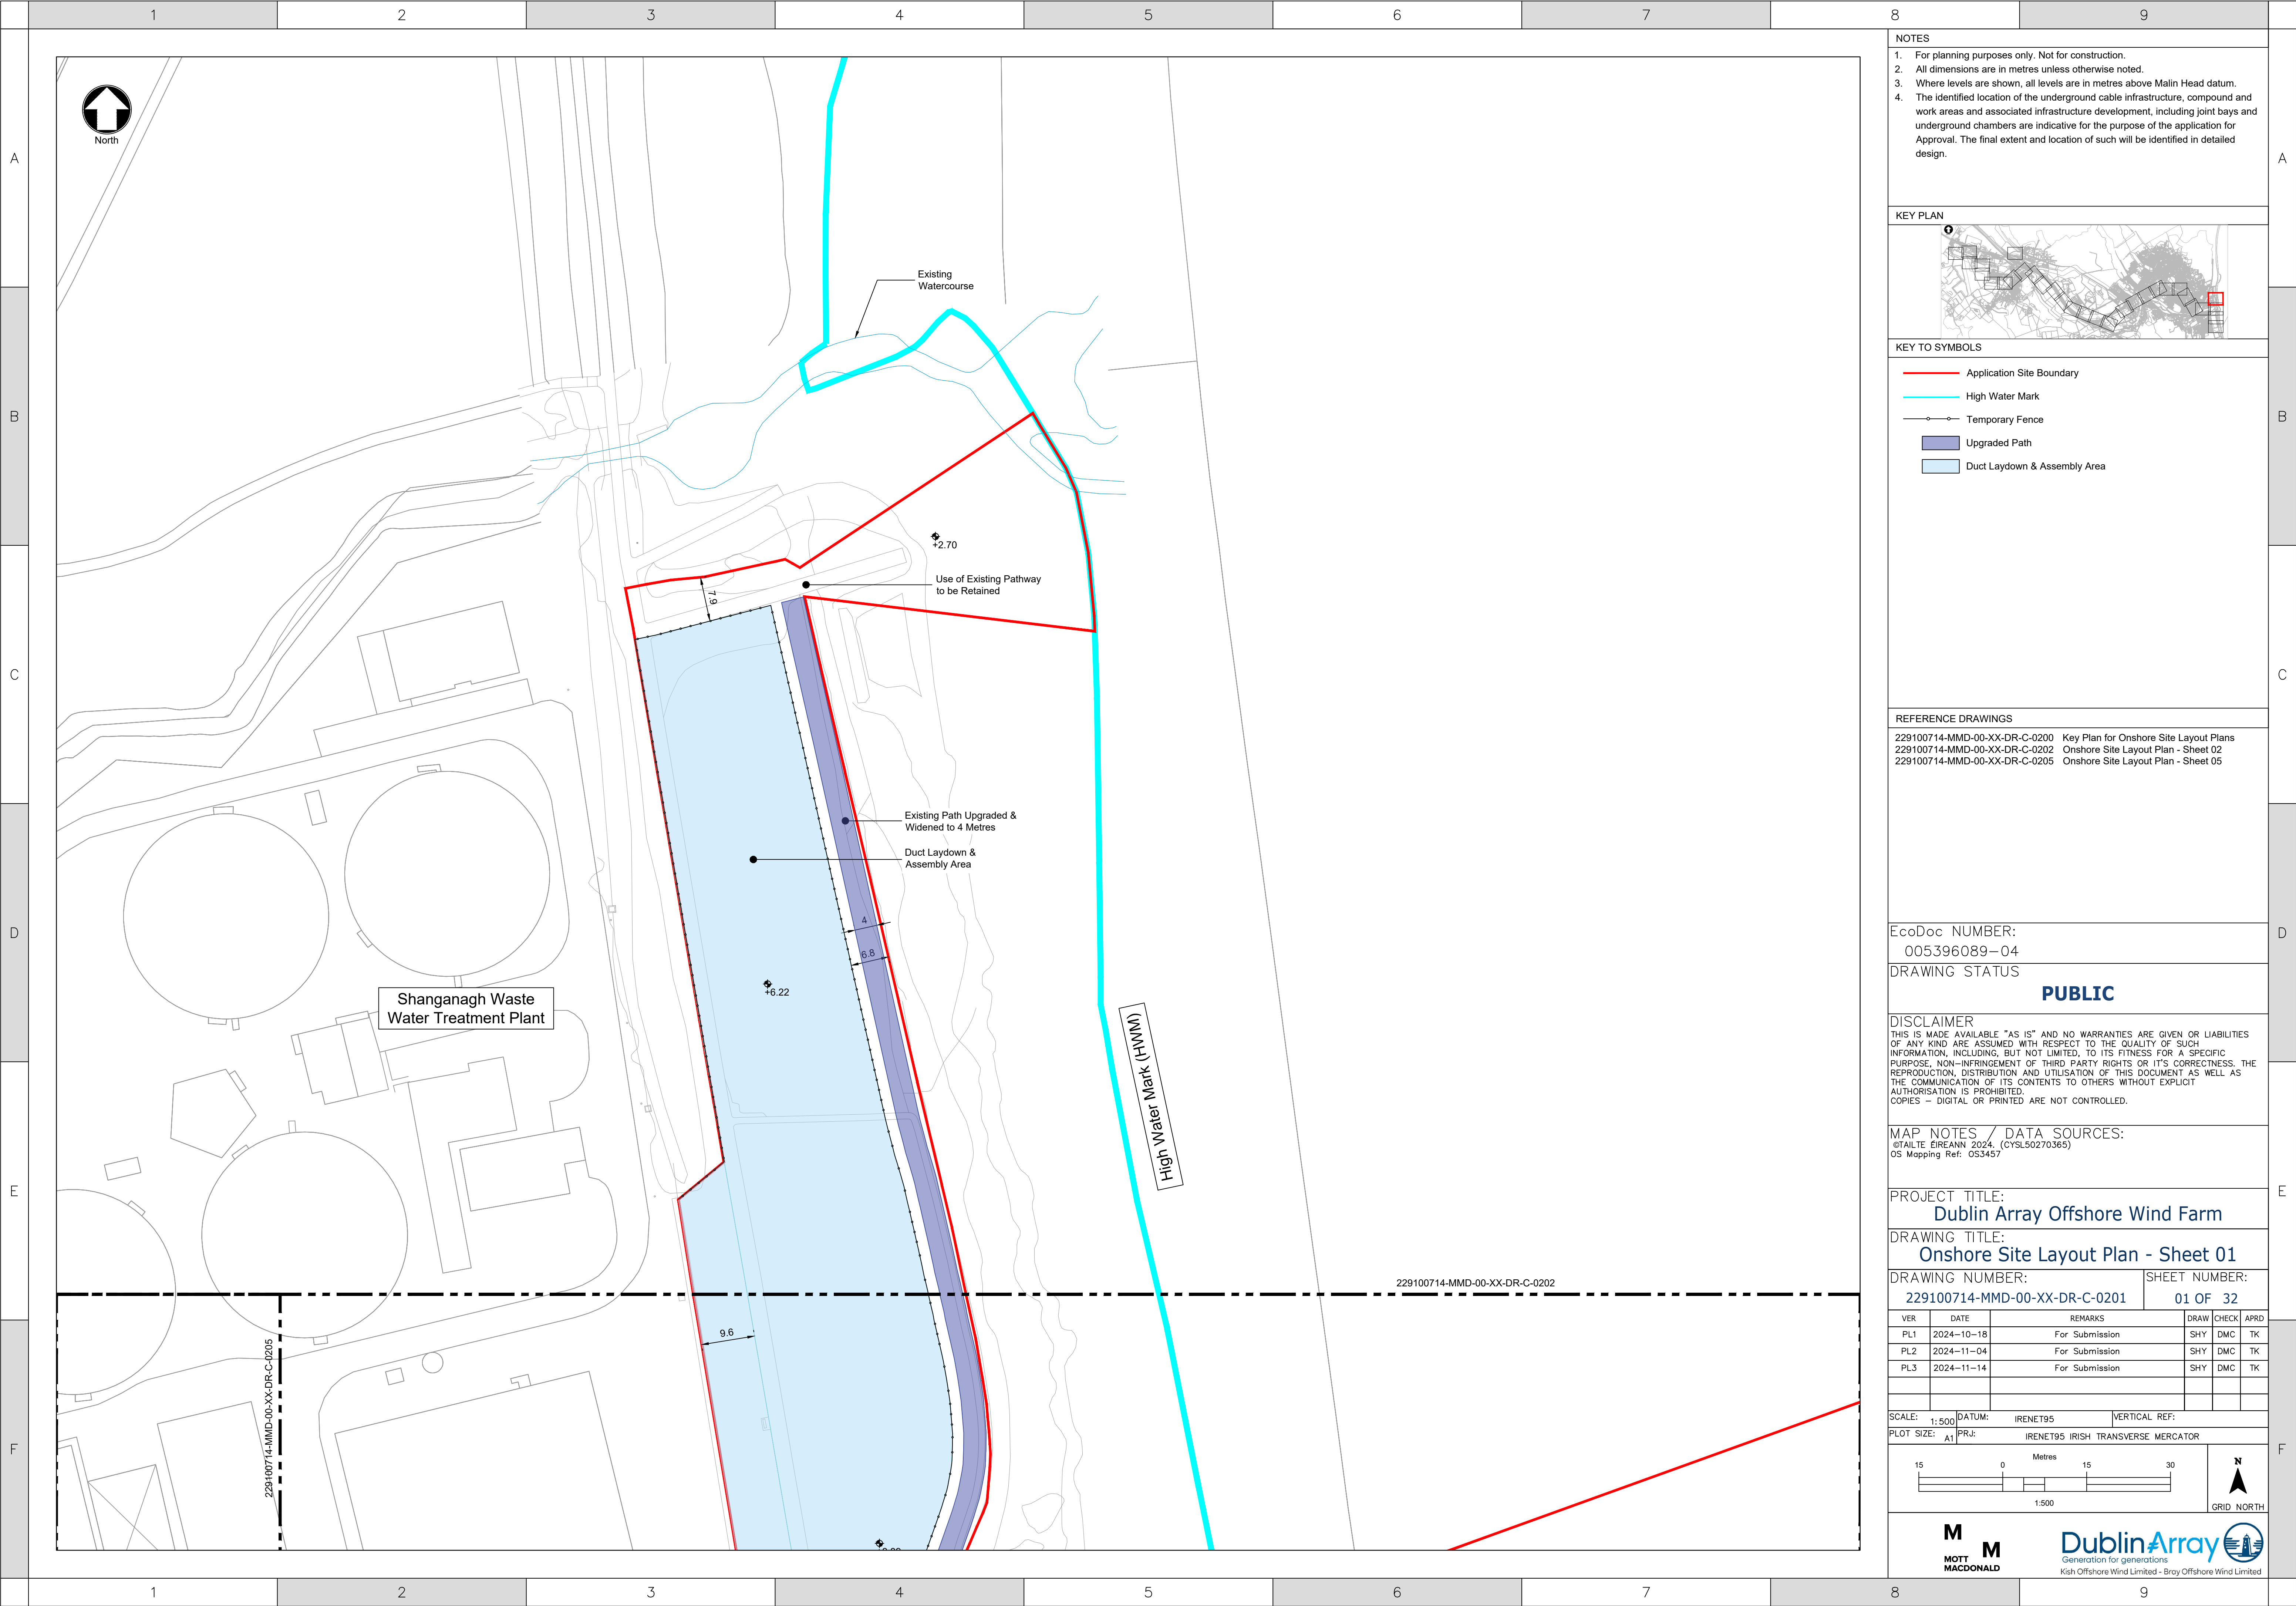 1 2 3 4 5 6 7 8 9
A
B
C
D
E
F
North
Existing
Watercourse
+2.70
Use of Existing Pathway
to be Retained
7.9
Existing Path Upgraded &
Widened to 4 Metres
Duct Laydown &
Assembly Area
4
6.8
+6.22
Shanganagh Waste
Water Treatment Plant
High Water Mark (HWM)
229100714-MMD-00-XX-DR-C-0202
9.6
229100714-MMD-00-XX-DR-C-0205
NOTES
1. For planning purposes only. Not for construction.
2. All dimensions are in metres unless otherwise noted.
3. Where levels are shown, all levels are in metres above Malin Head datum.
4. The identified location of the underground cable infrastructure, compound and
work areas and associated infrastructure development, including joint bays and
underground chambers are indicative for the purpose of the application for
Approval. The final extent and location of such will be identified in detailed
design.
KEY PLAN
KEY TO SYMBOLS
Application Site Boundary
High Water Mark
Temporary Fence
Upgraded Path
Duct Laydown & Assembly Area
REFERENCE DRAWINGS
229100714-MMD-00-XX-DR-C-0200 Key Plan for Onshore Site Layout Plans
229100714-MMD-00-XX-DR-C-0202 Onshore Site Layout Plan - Sheet 02
229100714-MMD-00-XX-DR-C-0205 Onshore Site Layout Plan - Sheet 05
EcoDoc NUMBER:
005396089-04
DRAWING STATUS
PUBLIC
DISCLAIMER
THIS IS MADE AVAILABLE "AS IS" AND NO WARRANTIES ARE GIVEN OR LIABILITIES
OF ANY KIND ARE ASSUMED WITH RESPECT TO THE QUALITY OF SUCH
INFORMATION, INCLUDING, BUT NOT LIMITED, TO ITS FITNESS FOR A SPECIFIC
PURPOSE, NON-INFRINGEMENT OF THIRD PARTY RIGHTS OR IT'S CORRECTNESS. THE
REPRODUCTION, DISTRIBUTION AND UTILISATION OF THIS DOCUMENT AS WELL AS
THE COMMUNICATION OF ITS CONTENTS TO OTHERS WITHOUT EXPLICIT
AUTHORISATION IS PROHIBITED.
COPIES - DIGITAL OR PRINTED ARE NOT CONTROLLED.
MAP NOTES / DATA SOURCES:
©TAILTE ÉIREANN 2024. (CYSL50270365)
OS Mapping Ref: OS3457
PROJECT TITLE:
Dublin Array Offshore Wind Farm
DRAWING TITLE:
Onshore Site Layout Plan - Sheet 01
DRAWING NUMBER: SHEET NUMBER:
229100714-MMD-00-XX-DR-C-0201 01 OF 32
VER DATE REMARKS DRAW CHECK APRD
PL1 2024-10-18 For Submission SHY DMC TK
PL2 2024-11-04 For Submission SHY DMC TK
PL3 2024-11-14 For Submission SHY DMC TK
SCALE: 1:500 DATUM: IRENET95 VERTICAL REF:
PLOT SIZE: A1 PRJ: IRENET95 IRISH TRANSVERSE MERCATOR
Metres
15 0 15 30
1:500
N
GRID NORTH
M
M
MOTT
MACDONALD
Dublin Array
Generation for generations
Kish Offshore Wind Limited - Bray Offshore Wind Limited
A
B
C
D
E
F
1 2 3 4 5 6 7 8 9